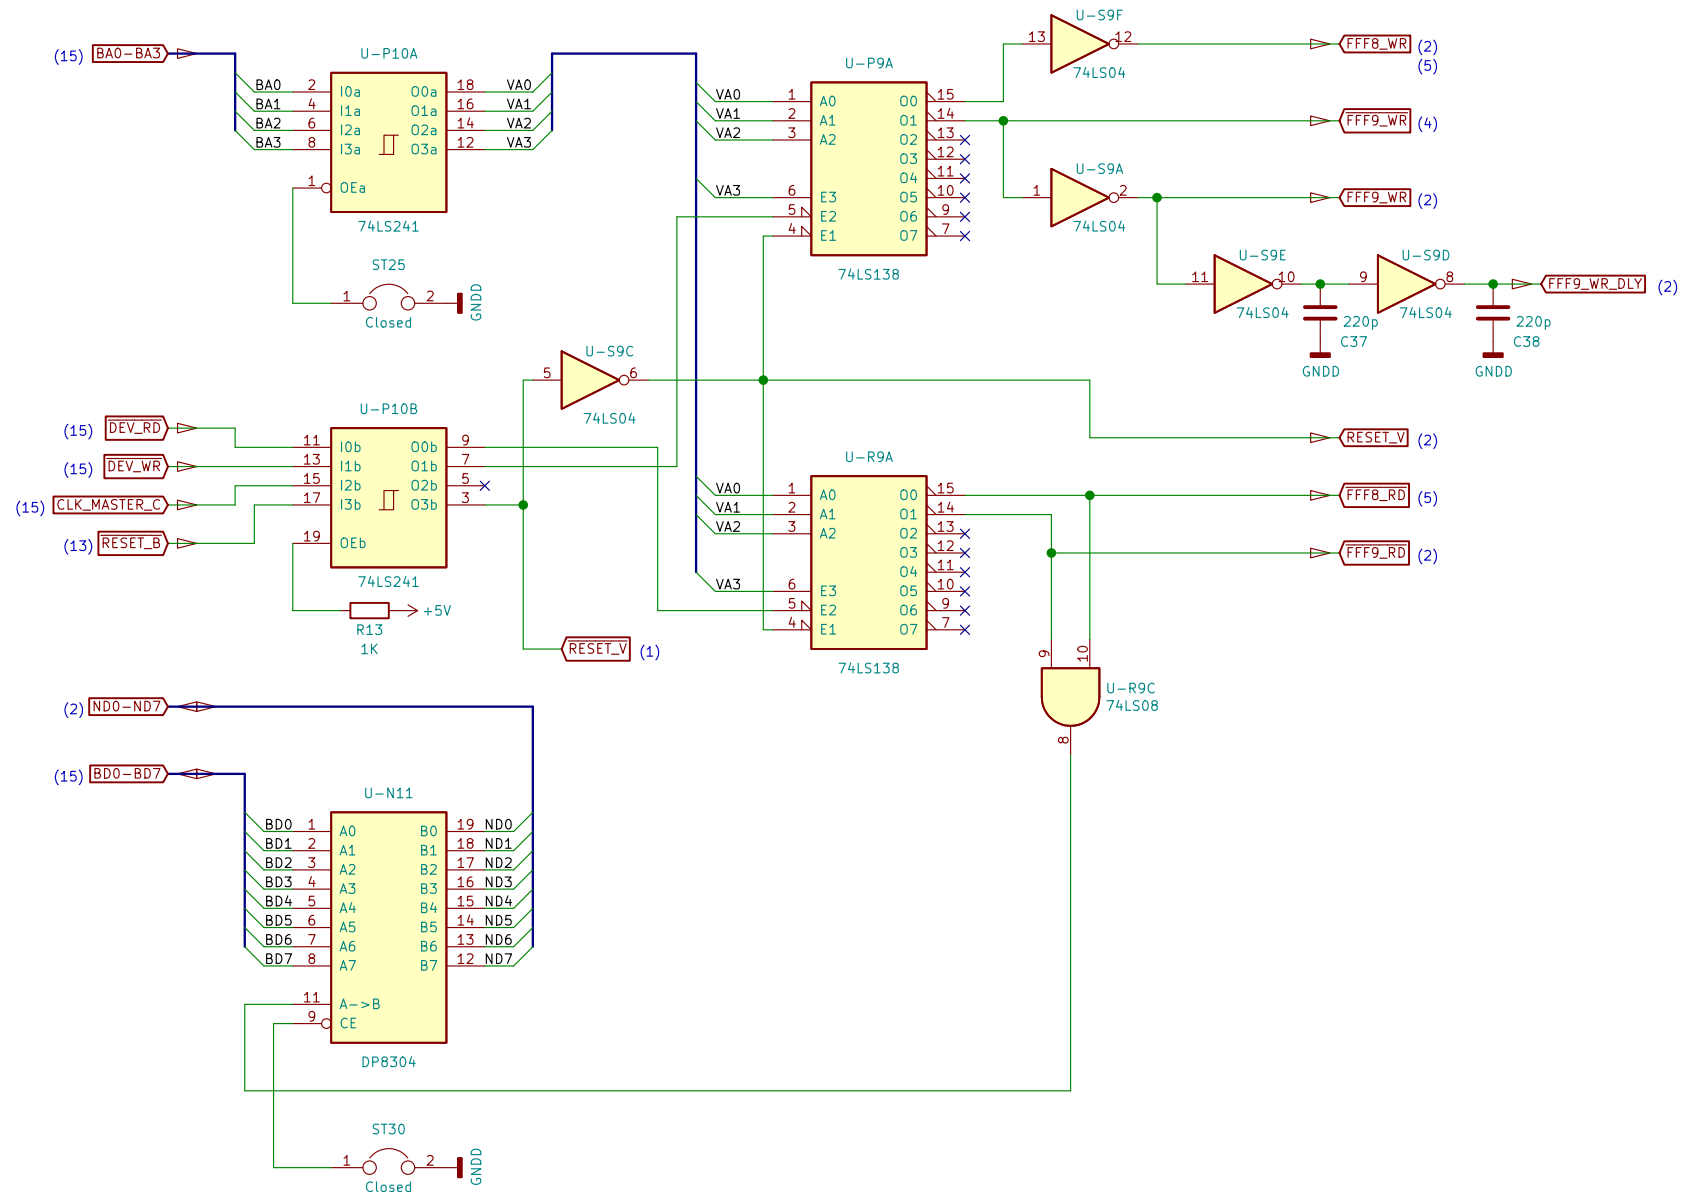 U-S9F
(15) BA0-BA3
13 12 FFF8_WR (2)
(5)
74LS04
U-P10A
BA0 2 I0a O0a 18 VA0
BA1 4 I1a O1a 16 VA1
BA2 6 I2a O2a 14 VA2
BA3 8 I3a O3a 12 VA3
1 OEa
74LS241
ST25
1 2 GNDD
Closed
U-P9A
VA0 1 A0 O0 15
VA1 2 A1 O1 14 FFF9_WR (4)
VA2 3 A2 O2 13
O3 12
O4 11
VA3 6 E3 O5 10
5 E2 O6 9
4 E1 O7 7
74LS138
U-S9A
1 2 FFF9_WR (2)
74LS04
U-S9E
11 10
74LS04
U-S9D
9 8 FFF9_WR_DLY (2)
74LS04
220p
C37
GNDD
220p
C38
GNDD
U-S9C
5 6
74LS04
RESET_V (2)
U-P10B
(15) DEV_RD 11 I0b O0b 9
(15) DEV_WR 13 I1b O1b 7
(15) CLK_MASTER_C 15 I2b O2b 5
17 I3b O3b 3
(13) RESET_B 19 OEb
74LS241
+5V
R13
1K
RESET_V (1)
U-R9A
VA0 1 A0 O0 15 FFF8_RD (5)
VA1 2 A1 O1 14
VA2 3 A2 O2 13
O3 12 FFF9_RD (2)
O4 11
VA3 6 E3 O5 10
5 E2 O6 9
4 E1 O7 7
74LS138
9 10
U-R9C
74LS08
8
(2) ND0-ND7
(15) BD0-BD7
U-N11
BD0 1 A0 B0 19 ND0
BD1 2 A1 B1 18 ND1
BD2 3 A2 B2 17 ND2
BD3 4 A3 B3 16 ND3
BD4 5 A4 B4 15 ND4
BD5 6 A5 B5 14 ND5
BD6 7 A6 B6 13 ND6
BD7 8 A7 B7 12 ND7
11 A->B
9 CE
DP8304
ST30
1 2 GNDD
Closed